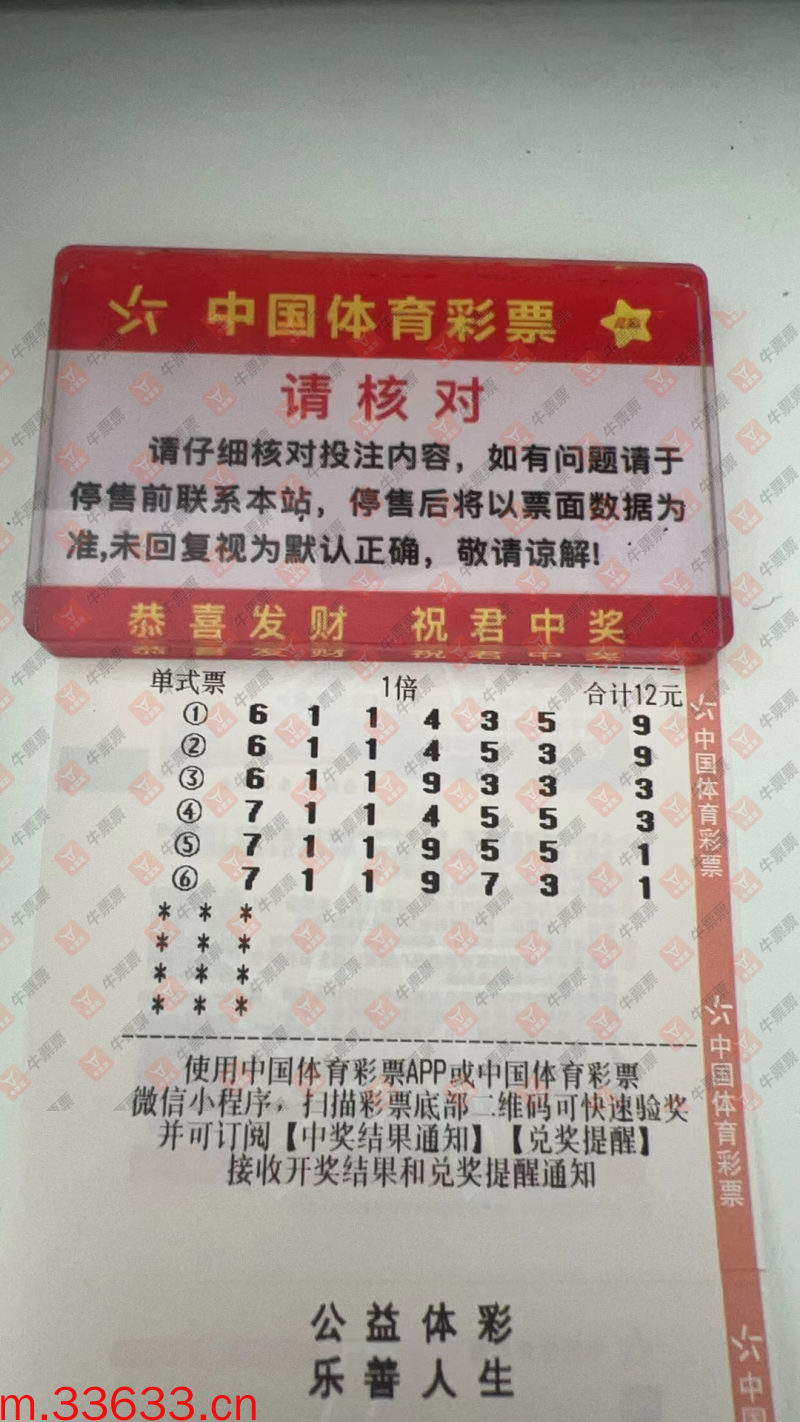 中国体育彩票
请核对
请仔细核对投注内容，如有问题请于
停售前联系本站，停售后将以票面数据为
准,未回复视为默认正确，敬请谅解!
恭喜发财 祝君中奖
单式票 1倍 合计12元
① 6 1 1 4 3 5 9
② 6 1 1 4 5 3 9
③ 6 1 1 9 3 3 3
④ 7 1 1 4 5 5 3
⑤ 7 1 1 9 5 5 1
⑥ 7 1 1 9 7 3 1
* * *
* * *
* * *
* * *
使用中国体育彩票APP或中国体育彩票
微信小程序，扫描彩票底部二维码可快速验奖
并可订阅【中奖结果通知】【兑奖提醒】
接收开奖结果和兑奖提醒通知
公益体彩
乐善人生
中国体育彩票
中国体育彩票
中国
牛票票
m.33633.cn